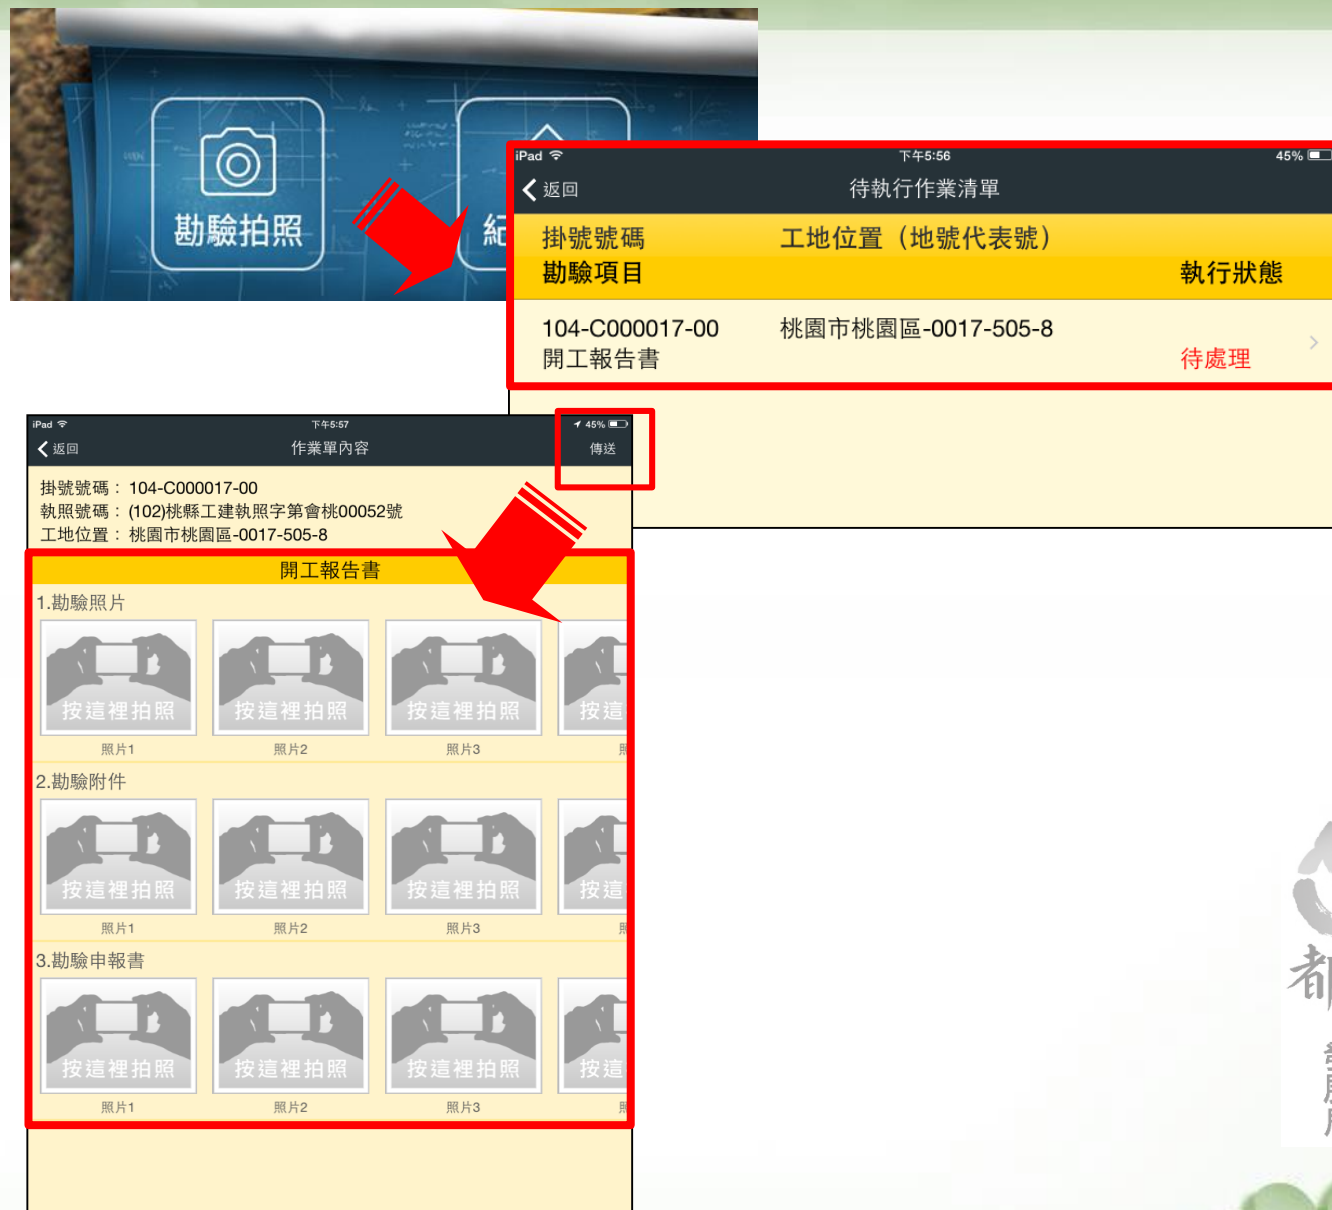 勘驗拍照
紀
iPad 下午5:56 45%
返回 待執行作業清單
掛號號碼 工地位置（地號代表號）
勘驗項目 執行狀態
104-C000017-00 桃園市桃園區-0017-505-8
開工報告書 待處理
iPad 下午5:57 45%
返回 作業單內容 傳送
掛號號碼： 104-C000017-00
執照號碼： (102)桃縣工建執照字第會桃00052號
工地位置： 桃園市桃園區-0017-505-8
開工報告書
1.勘驗照片
按這裡拍照 按這裡拍照 按這裡拍照 按這
照片1 照片2 照片3 照
2.勘驗附件
按這裡拍照 按這裡拍照 按這裡拍照 按這
照片1 照片2 照片3 照
3.勘驗申報書
按這裡拍照 按這裡拍照 按這裡拍照 按這
照片1 照片2 照片3 照
都